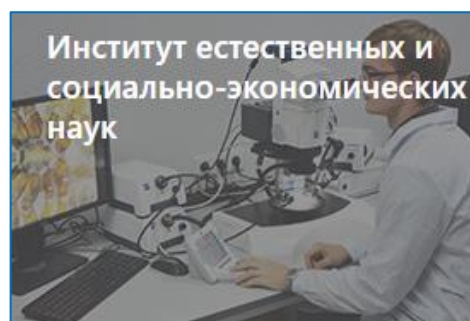 Институт естественных и
социально-экономических
наук